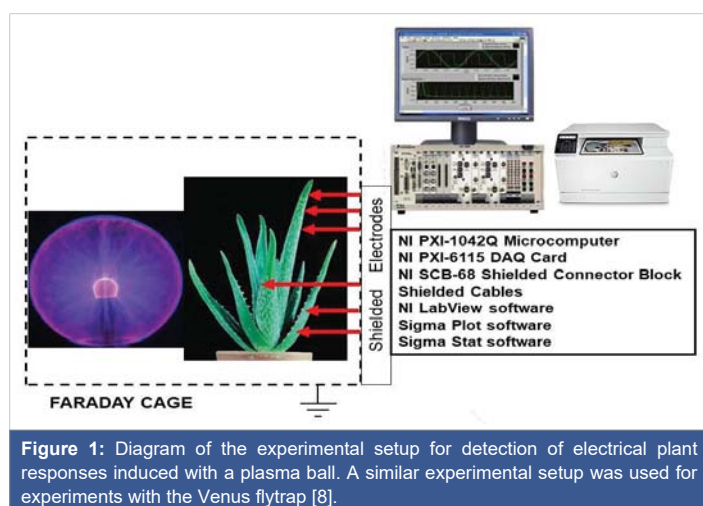 FARADAY CAGE
Shielded Electrodes
NI PXI-1042Q Microcomputer
NI PXI-6115 DAQ Card
NI SCB-68 Shielded Connector Block
Shielded Cables
NI LabView software
Sigma Plot software
Sigma Stat software
Figure 1: Diagram of the experimental setup for detection of electrical plant
responses induced with a plasma ball. A similar experimental setup was used for
experiments with the Venus flytrap [8].